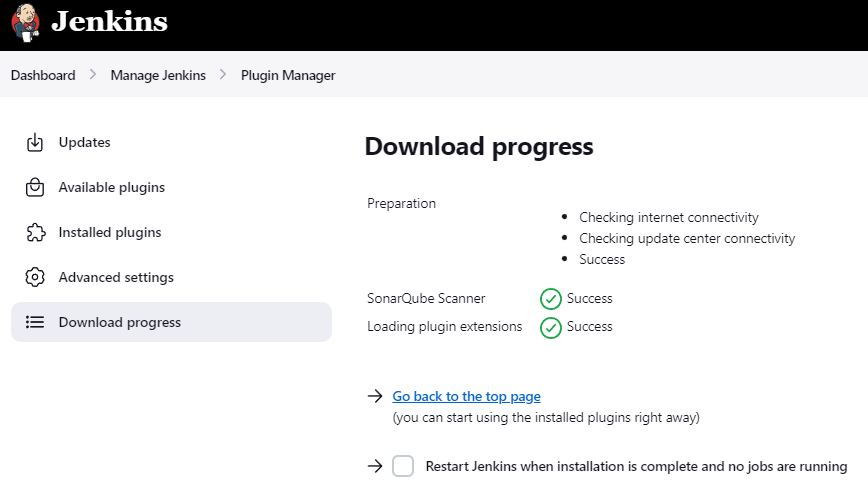 Jenkins
Dashboard > Manage Jenkins > Plugin Manager
Updates
Available plugins
Installed plugins
Advanced settings
Download progress
Download progress
Preparation
• Checking internet connectivity
• Checking update center connectivity
• Success
SonarQube Scanner Success
Loading plugin extensions Success
Go back to the top page
(you can start using the installed plugins right away)
Restart Jenkins when installation is complete and no jobs are running